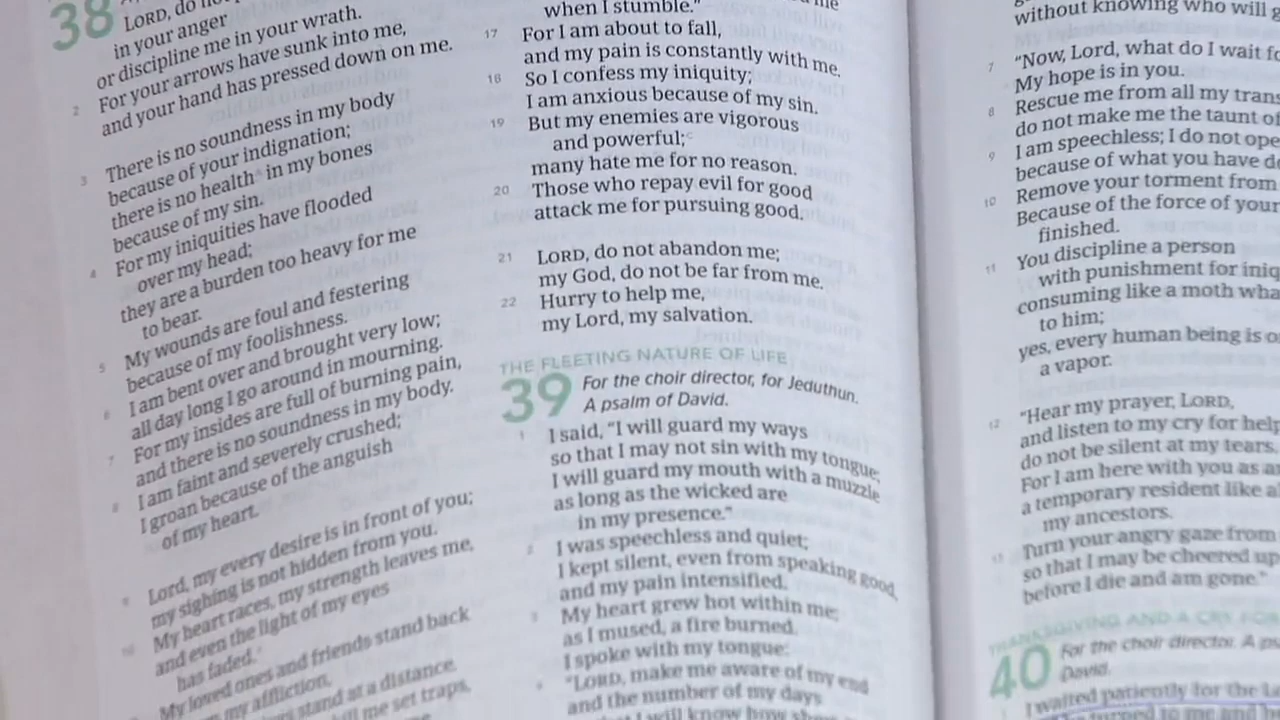 38 LORD, do not
in your anger
or discipline me in your wrath.
2 For your arrows have sunk into me,
and your hand has pressed down on me.
3 There is no soundness in my body
because of your indignation;
there is no health in my bones
because of my sin.
4 For my iniquities have flooded
over my head;
they are a burden too heavy for me
to bear.
5 My wounds are foul and festering
because of my foolishness.
6 I am bent over and brought very low;
all day long I go around in mourning.
7 For my insides are full of burning pain,
and there is no soundness in my body.
8 I am faint and severely crushed;
I groan because of the anguish
of my heart.
9 Lord, my every desire is in front of you;
my sighing is not hidden from you.
10 My heart races, my strength leaves me,
and even the light of my eyes
has faded.
My loved ones and friends stand back
my affliction,
stand at a distance.
me set traps,
me
when I stumble."
17 For I am about to fall,
and my pain is constantly with me.
18 So I confess my iniquity;
I am anxious because of my sin.
19 But my enemies are vigorous
and powerful;c
many hate me for no reason.
20 Those who repay evil for good
attack me for pursuing good.
21 LORD, do not abandon me;
my God, do not be far from me.
22 Hurry to help me,
my Lord, my salvation.
THE FLEETING NATURE OF LIFE
39 For the choir director, for Jeduthun.
A psalm of David.
1 I said, "I will guard my ways
so that I may not sin with my tongue;
I will guard my mouth with a muzzle
as long as the wicked are
in my presence."
2 I was speechless and quiet;
I kept silent, even from speaking good,
and my pain intensified.
3 My heart grew hot within me;
as I mused, a fire burned.
I spoke with my tongue:
4 "LORD, make me aware of my end
and the number of my days
I will know how
without knowing who will
7 "Now, Lord, what do I wait
My hope is in you.
8 Rescue me from all my
do not make me the taunt
9 I am speechless; I do not
because of what you have
10 Remove your torment from
Because of the force of your
finished.
11 You discipline a person
with punishment for
consuming like a moth
to him;
yes, every human being is
a vapor.
12 "Hear my prayer, LORD,
and listen to my cry for
do not be silent at my tears.
For I am here with you as
a temporary resident like
my ancestors.
13 Turn your angry gaze from
so that I may be cheered up
before I die and am gone."
THANKSGIVING AND A CRY FOR
40 For the choir director. A
David.
I waited patiently for the
turned to me and